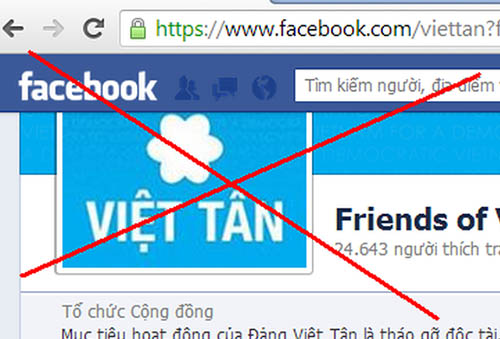 https://www.facebook.com/viettan?f
facebook
Tìm kiếm người, địa điểm
VIỆT TÂN
Friends of V
24.643 người thích tra
Tổ chức Cộng đồng
Mục tiêu hoạt động của Đảng Việt Tân là tháo gỡ độc tài